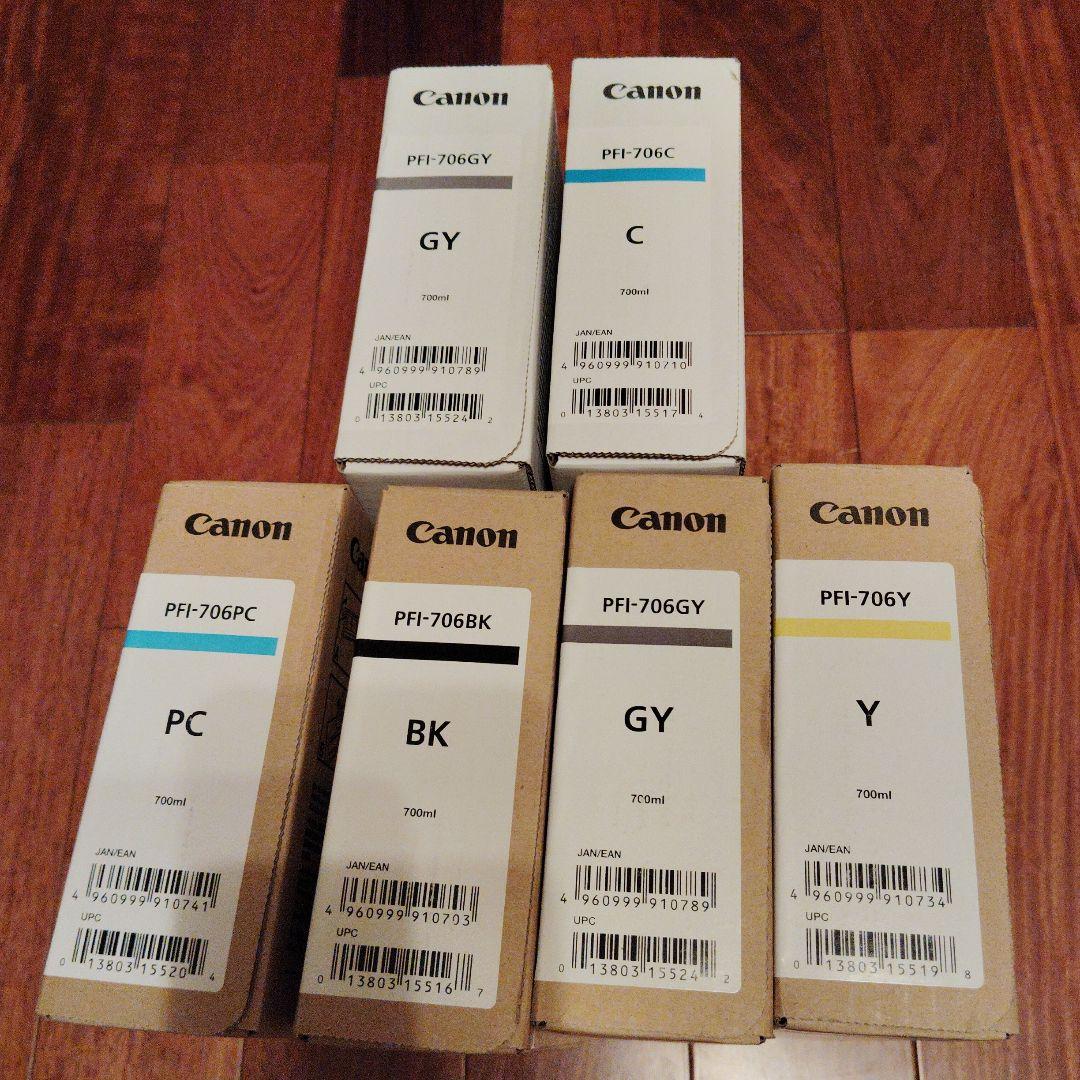 Canon
PFI-706GY
GY
700ml
JAN/EAN
4 960999 910789
UPC
0 13803 15524 2
Canon
PFI-706C
C
700ml
JAN/EAN
4 960999 910710
UPC
0 13803 15517 4
Canon
PFI-706PC
PC
700ml
JAN/EAN
4 960999 910741
UPC
0 13803 15520 4
Canon
PFI-706BK
BK
700ml
JAN/EAN
4 960999 910703
UPC
0 13803 15516 7
Canon
PFI-706GY
GY
700ml
JAN/EAN
4 960999 910789
UPC
0 13803 15524 2
Canon
PFI-706Y
Y
700ml
JAN/EAN
4 960999 910734
UPC
0 13803 15519 8